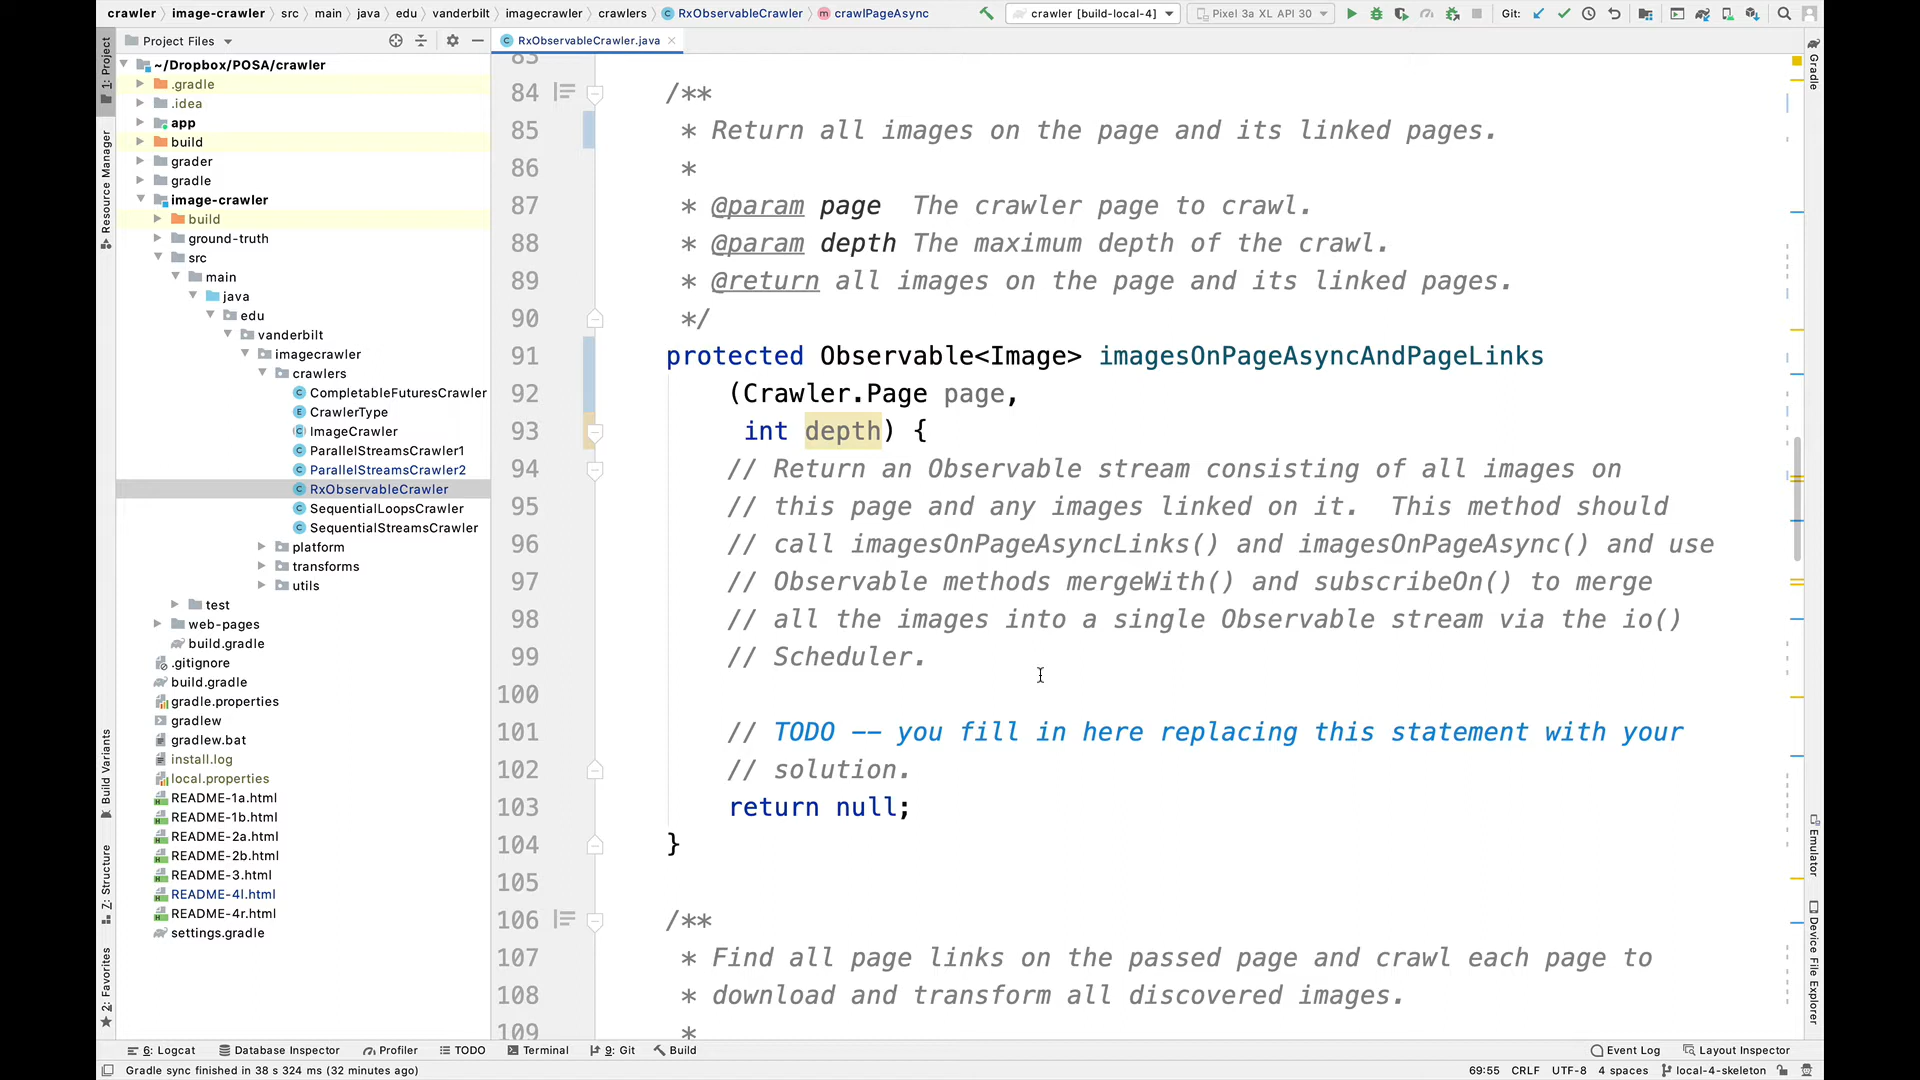 crawler › image-crawler › src › main › java › edu › vanderbilt › imagecrawler › crawlers › RxObservableCrawler › crawlPageAsync
crawler [build-local-4]
Pixel 3a XL API 30
Git:
Project Files
RxObservableCrawler.java
1: Project
Resource Manager
Build Variants
7: Structure
2: Favorites
~/Dropbox/POSA/crawler
.gradle
.idea
app
build
grader
gradle
image-crawler
build
ground-truth
src
main
java
edu
vanderbilt
imagecrawler
crawlers
CompletableFuturesCrawler
CrawlerType
ImageCrawler
ParallelStreamsCrawler1
ParallelStreamsCrawler2
RxObservableCrawler
SequentialLoopsCrawler
SequentialStreamsCrawler
platform
transforms
utils
test
web-pages
build.gradle
.gitignore
build.gradle
gradle.properties
gradlew
gradlew.bat
install.log
local.properties
README-1a.html
README-1b.html
README-2a.html
README-2b.html
README-3.html
README-4l.html
README-4r.html
settings.gradle
83
84 /**
85 * Return all images on the page and its linked pages.
86 *
87 * @param page  The crawler page to crawl.
88 * @param depth The maximum depth of the crawl.
89 * @return all images on the page and its linked pages.
90 */
91 protected Observable<Image> imagesOnPageAsyncAndPageLinks
92 (Crawler.Page page,
93 int depth) {
94 // Return an Observable stream consisting of all images on
95 // this page and any images linked on it.  This method should
96 // call imagesOnPageAsyncLinks() and imagesOnPageAsync() and use
97 // Observable methods mergeWith() and subscribeOn() to merge
98 // all the images into a single Observable stream via the io()
99 // Scheduler.
100
101 // TODO -- you fill in here replacing this statement with your
102 // solution.
103 return null;
104 }
105
106 /**
107 * Find all page links on the passed page and crawl each page to
108 * download and transform all discovered images.
109 *
Gradle
Emulator
Device File Explorer
6: Logcat
Database Inspector
Profiler
TODO
Terminal
9: Git
Build
Event Log
Layout Inspector
Gradle sync finished in 38 s 324 ms (32 minutes ago)
69:55 CRLF UTF-8 4 spaces local-4-skeleton